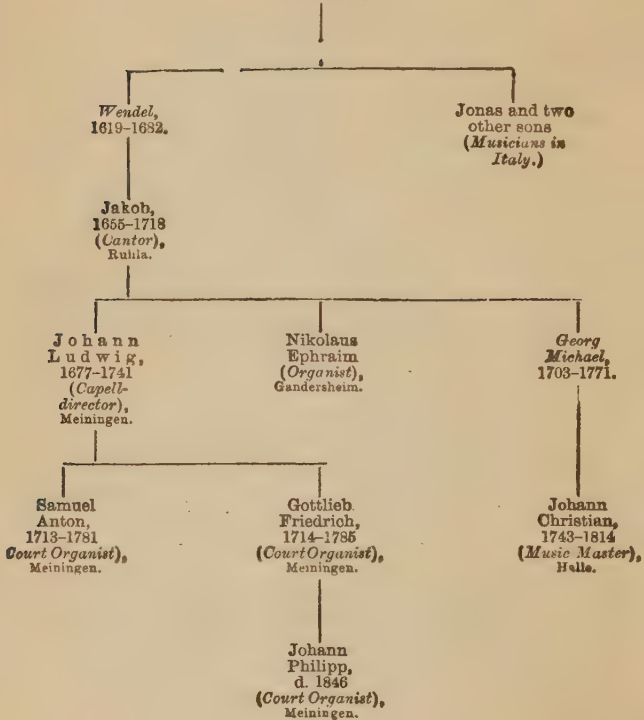 Wendel,
1619-1682.
Jonas and two
other sons
(Musicians in
Italy.)
Jakob,
1655-1718
(Cantor),
Ruhla.
Johann
Ludwig,
1677-1741
(Capell-
director),
Meiningen.
Nikolaus
Ephraim
(Organist),
Gandersheim.
Georg
Michael,
1703-1771.
Samuel
Anton,
1713-1781
Court Organist),
Meiningen.
Gottlieb
Friedrich,
1714-1785
(Court Organist),
Meiningen.
Johann
Christian,
1743-1814
(Music Master),
Halle.
Johann
Philipp,
d. 1846
(Court Organist),
Meiningen.